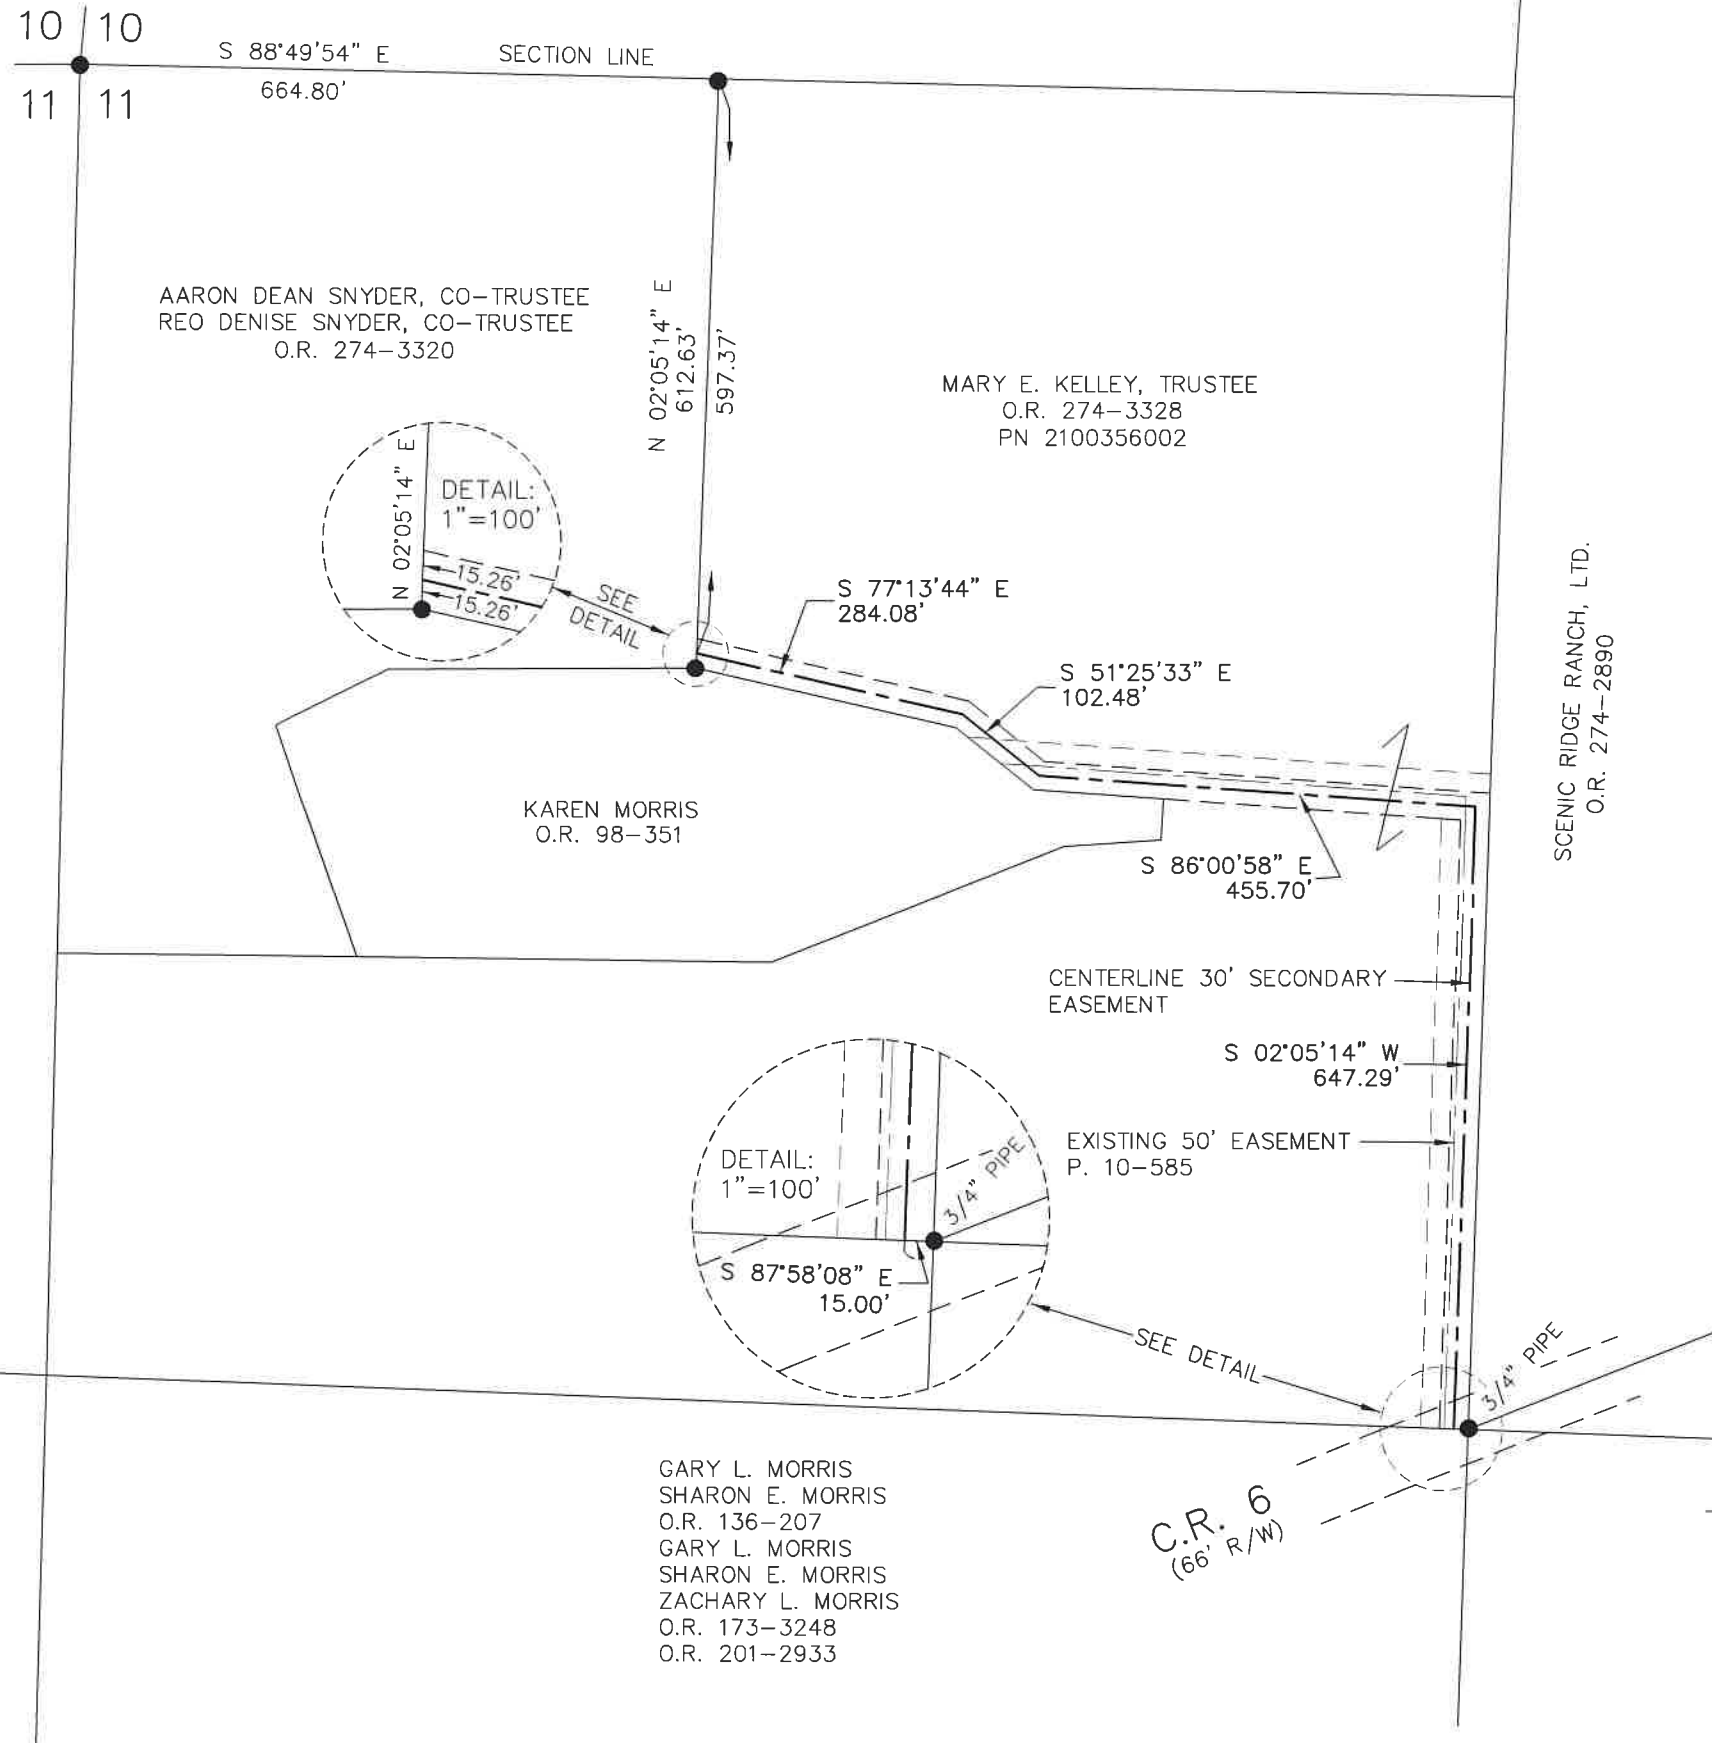 10 10
S 88°49'54" E SECTION LINE
664.80'
11 11
AARON DEAN SNYDER, CO-TRUSTEE
REO DENISE SNYDER, CO-TRUSTEE
O.R. 274-3320
N 02°05'14" E
612.63'
597.37'
MARY E. KELLEY, TRUSTEE
O.R. 274-3328
PN 2100356002
N 02°05'14" E
DETAIL:
1"=100'
15.26'
15.26'
SEE
DETAIL
S 77°13'44" E
284.08'
S 51°25'33" E
102.48'
SCENIC RIDGE RANCH, LTD.
O.R. 274-2890
KAREN MORRIS
O.R. 98-351
S 86°00'58" E
455.70'
CENTERLINE 30' SECONDARY
EASEMENT
S 02°05'14" W
647.29'
EXISTING 50' EASEMENT
P. 10-585
DETAIL:
1"=100'
3/4" PIPE
S 87°58'08" E
15.00'
SEE DETAIL
3/4" PIPE
GARY L. MORRIS
SHARON E. MORRIS
O.R. 136-207
GARY L. MORRIS
SHARON E. MORRIS
ZACHARY L. MORRIS
O.R. 173-3248
O.R. 201-2933
C.R. 6
(66' R/W)